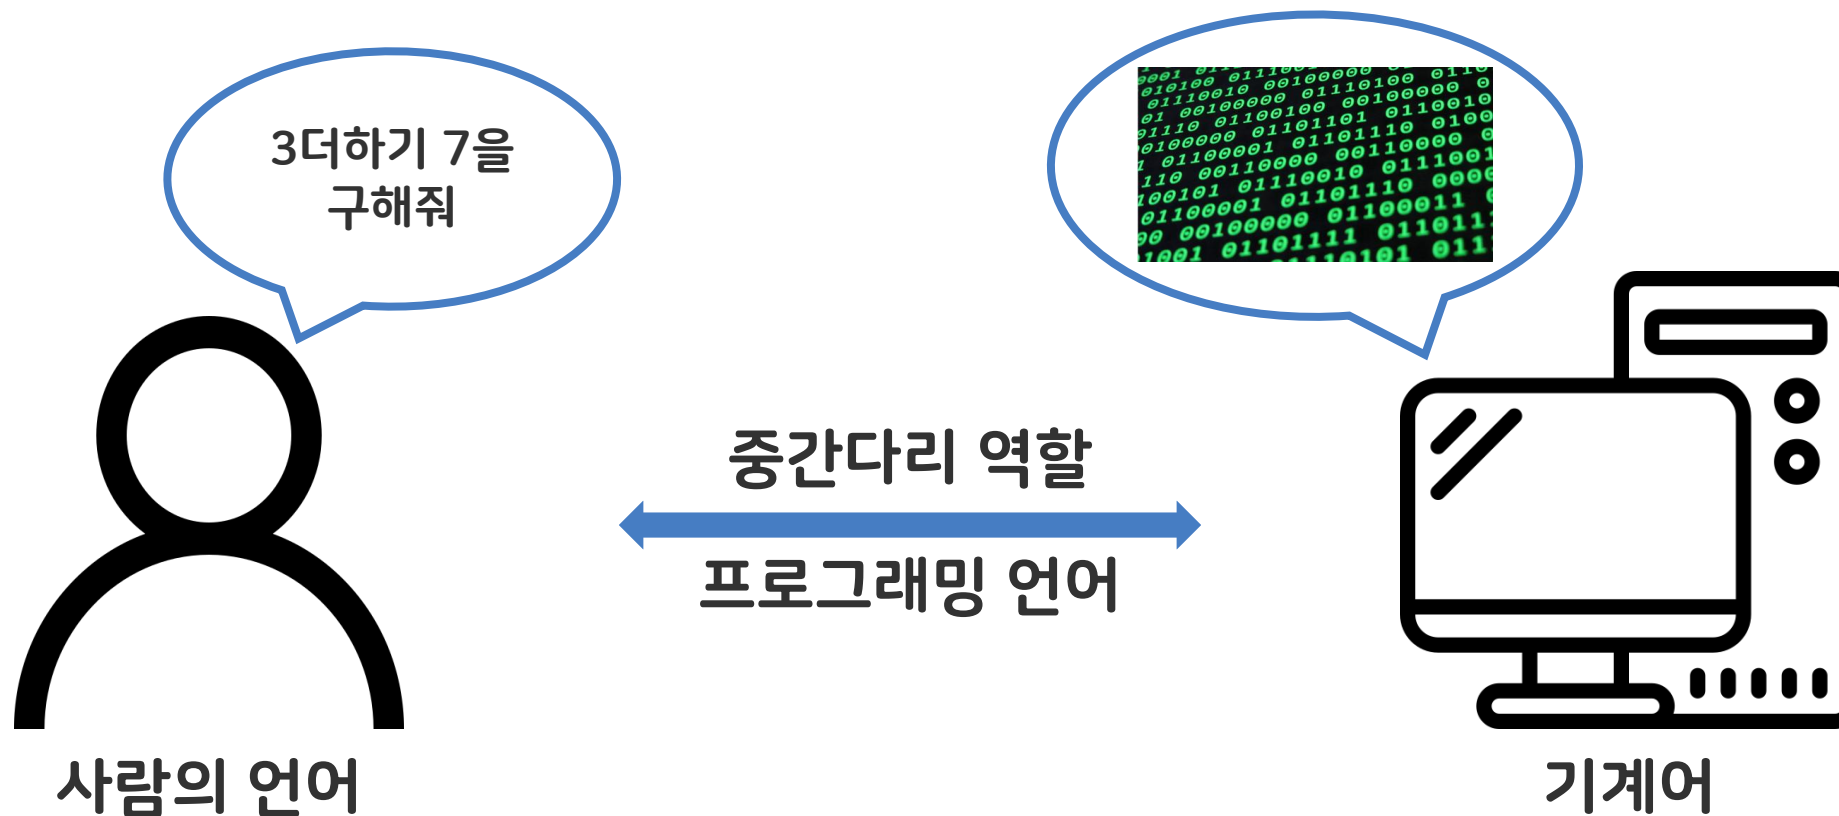 3더하기 7을
구해줘
중간다리 역할
프로그래밍 언어
사람의 언어
기계어